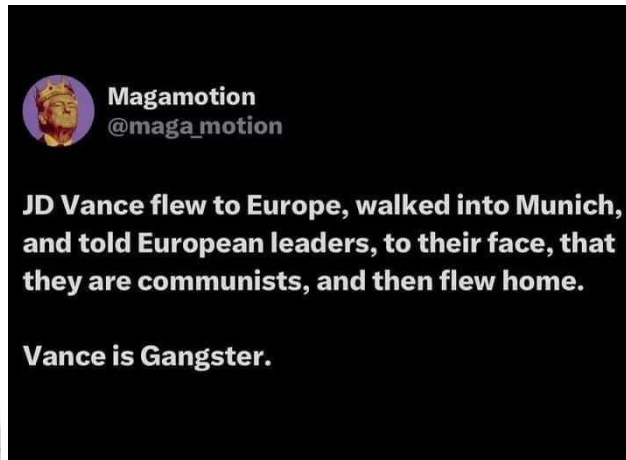 Magamotion
@maga_motion
JD Vance flew to Europe, walked into Munich,
and told European leaders, to their face, that
they are communists, and then flew home.
Vance is Gangster.